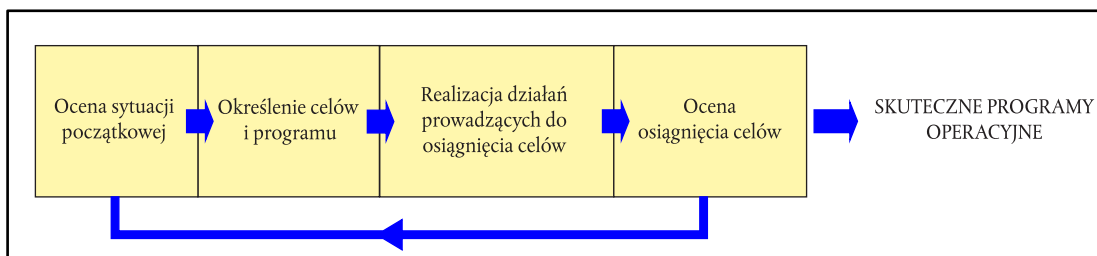 Ocena sytuacji
początkowej
Określenie celów
i programu
Realizacja działań
prowadzących do
osiągnięcia celów
Ocena
osiągnięcia celów
SKUTECZNE PROGRAMY
OPERACYJNE